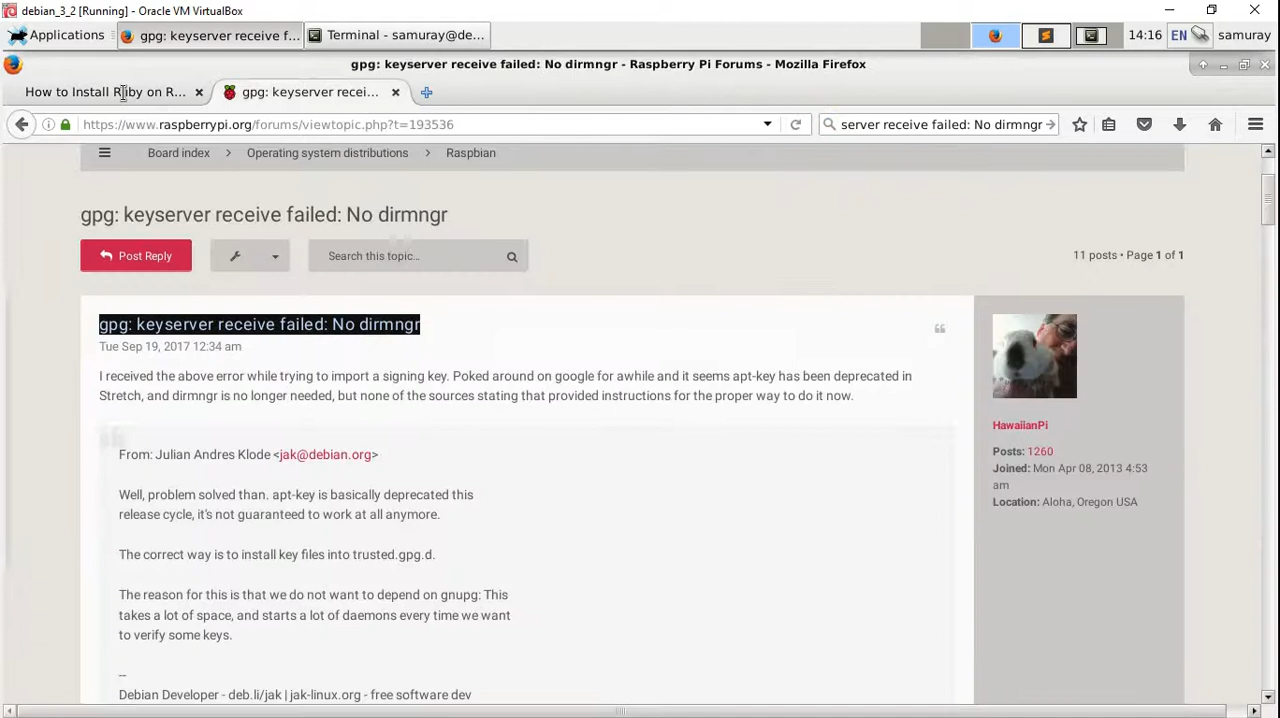 debian_3_2 [Running] - Oracle VM VirtualBox
Applications
gpg: keyserver receive f...
Terminal - samuray@de...
14:16
EN
samuray
gpg: keyserver receive failed: No dirmngr - Raspberry Pi Forums - Mozilla Firefox
How to Install Ruby on R...
gpg: keyserver recei...
https://www.raspberrypi.org/forums/viewtopic.php?t=193536
server receive failed: No dirmngr
Board index
Operating system distributions
Raspbian
gpg: keyserver receive failed: No dirmngr
Post Reply
Search this topic...
11 posts • Page 1 of 1
gpg: keyserver receive failed: No dirmngr
Tue Sep 19, 2017 12:34 am
I received the above error while trying to import a signing key. Poked around on google for awhile and it seems apt-key has been deprecated in
Stretch, and dirmngr is no longer needed, but none of the sources stating that provided instructions for the proper way to do it now.
From: Julian Andres Klode <jak@debian.org>
Well, problem solved than. apt-key is basically deprecated this
release cycle, it's not guaranteed to work at all anymore.
The correct way is to install key files into trusted.gpg.d.
The reason for this is that we do not want to depend on gnupg: This
takes a lot of space, and starts a lot of daemons every time we want
to verify some keys.
--
Debian Developer - deb.li/jak | jak-linux.org - free software dev
HawaiianPi
Posts: 1260
Joined: Mon Apr 08, 2013 4:53
am
Location: Aloha, Oregon USA